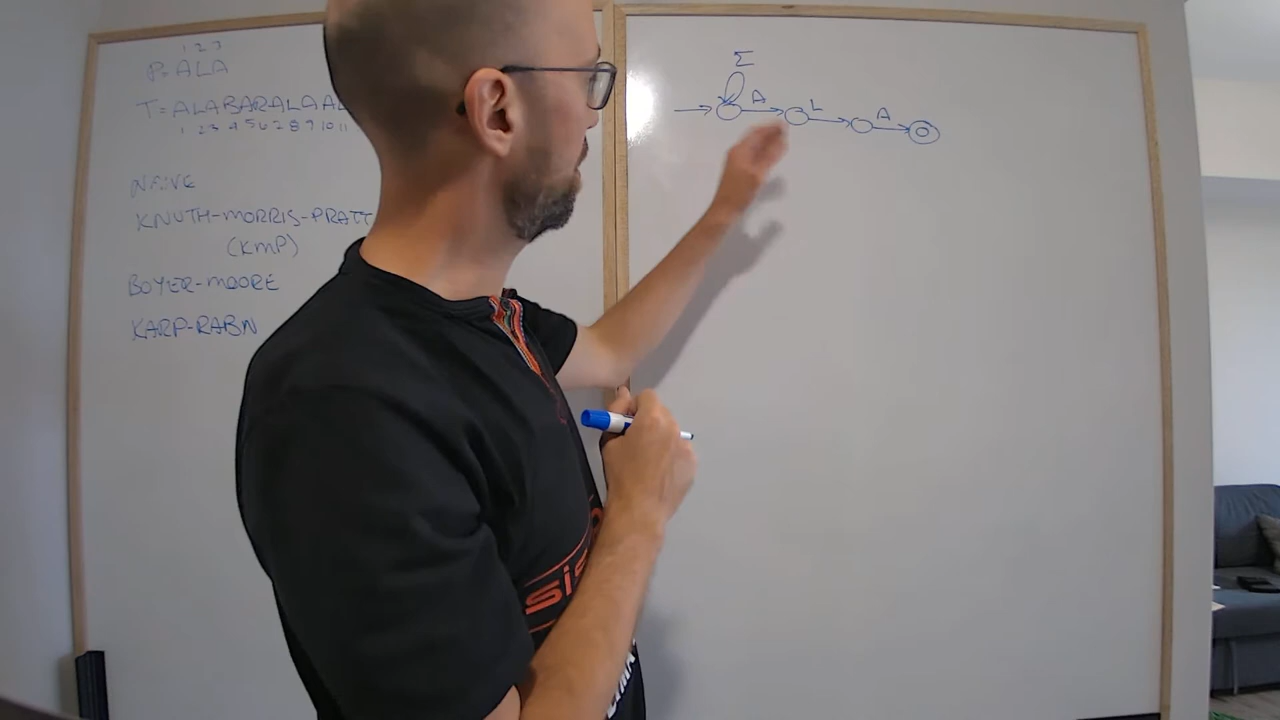 1 2 3
P=ALA
T=ALABARALAAL
1 2 3 4 5 6 7 8 9 10 11
NAIVE
KNUTH-MORRIS-PRATT
(KMP)
BOYER-MOORE
KARP-RABIN
Σ
A L A